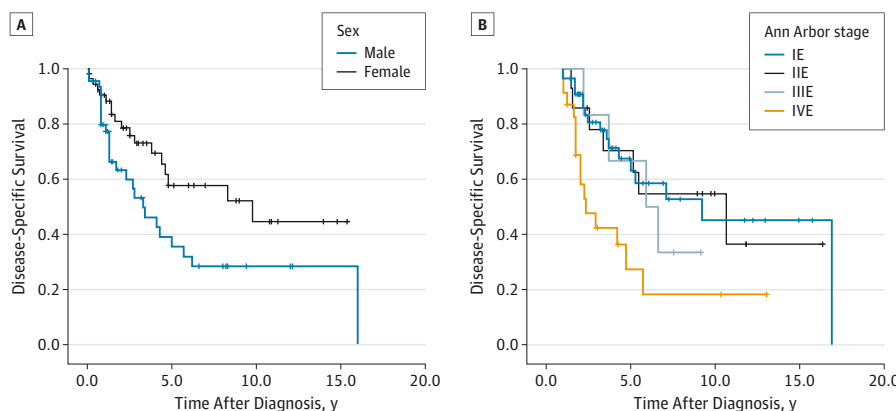 A
Sex
Male
Female
1.0
0.8
0.6
0.4
0.2
0.0
Disease-Specific Survival
0.0 5.0 10.0 15.0 20.0
Time After Diagnosis, y
B
Ann Arbor stage
IE
IIE
IIIE
IVE
1.0
0.8
0.6
0.4
0.2
0.0
Disease-Specific Survival
0.0 5.0 10.0 15.0 20.0
Time After Diagnosis, y